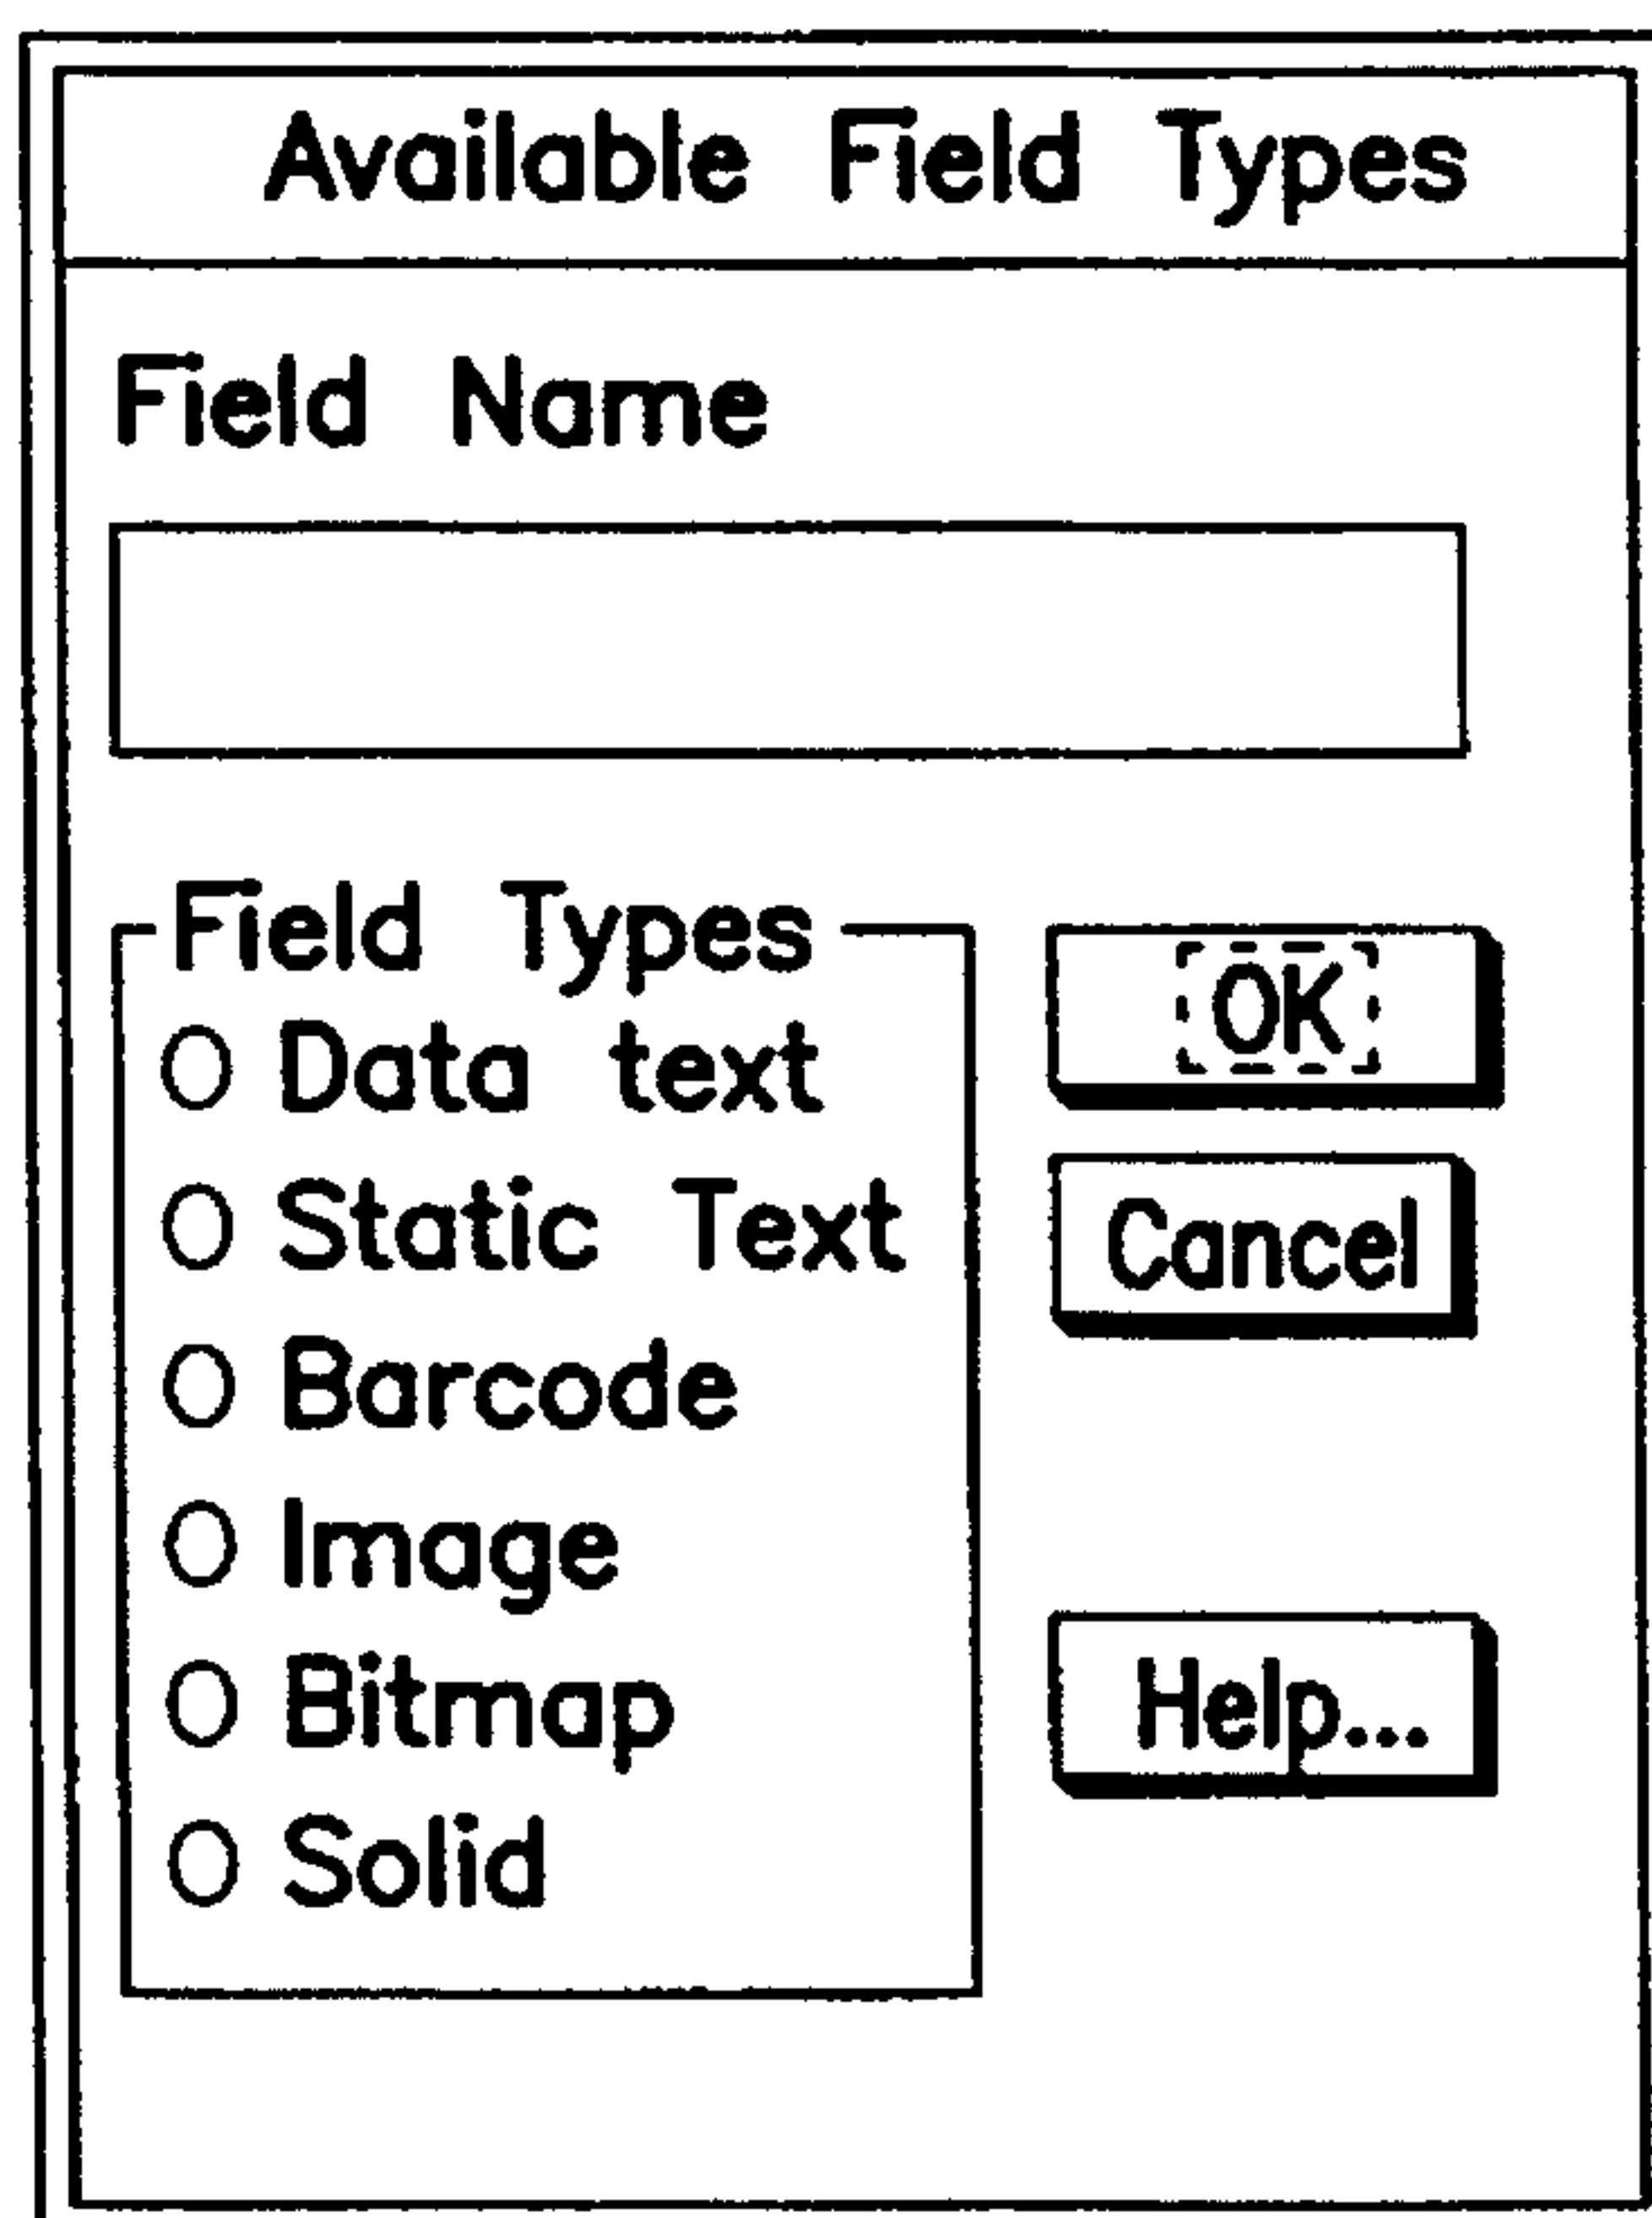 Available Field Types
Field Name
Field Types
Data text
Static Text
Barcode
Image
Bitmap
Solid
OK
Cancel
Help...